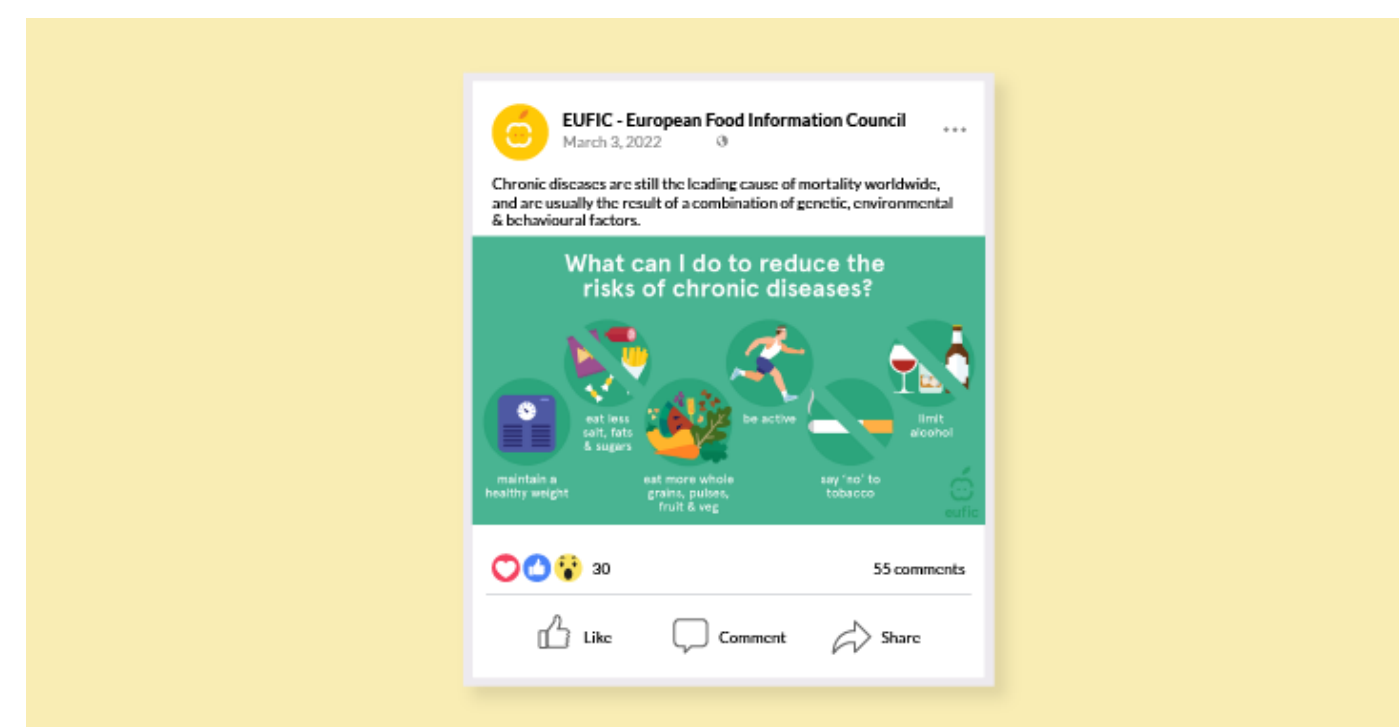 EUFIC - European Food Information Council
March 3, 2022
Chronic diseases are still the leading cause of mortality worldwide,
and are usually the result of a combination of genetic, environmental
& behavioural factors.
What can I do to reduce the
risks of chronic diseases?
maintain a
healthy weight
eat less
salt, fats
& sugars
eat more whole
grains, pulses,
fruit & veg
be active
say 'no' to
tobacco
limit
alcohol
eufic
30
55 comments
Like
Comment
Share